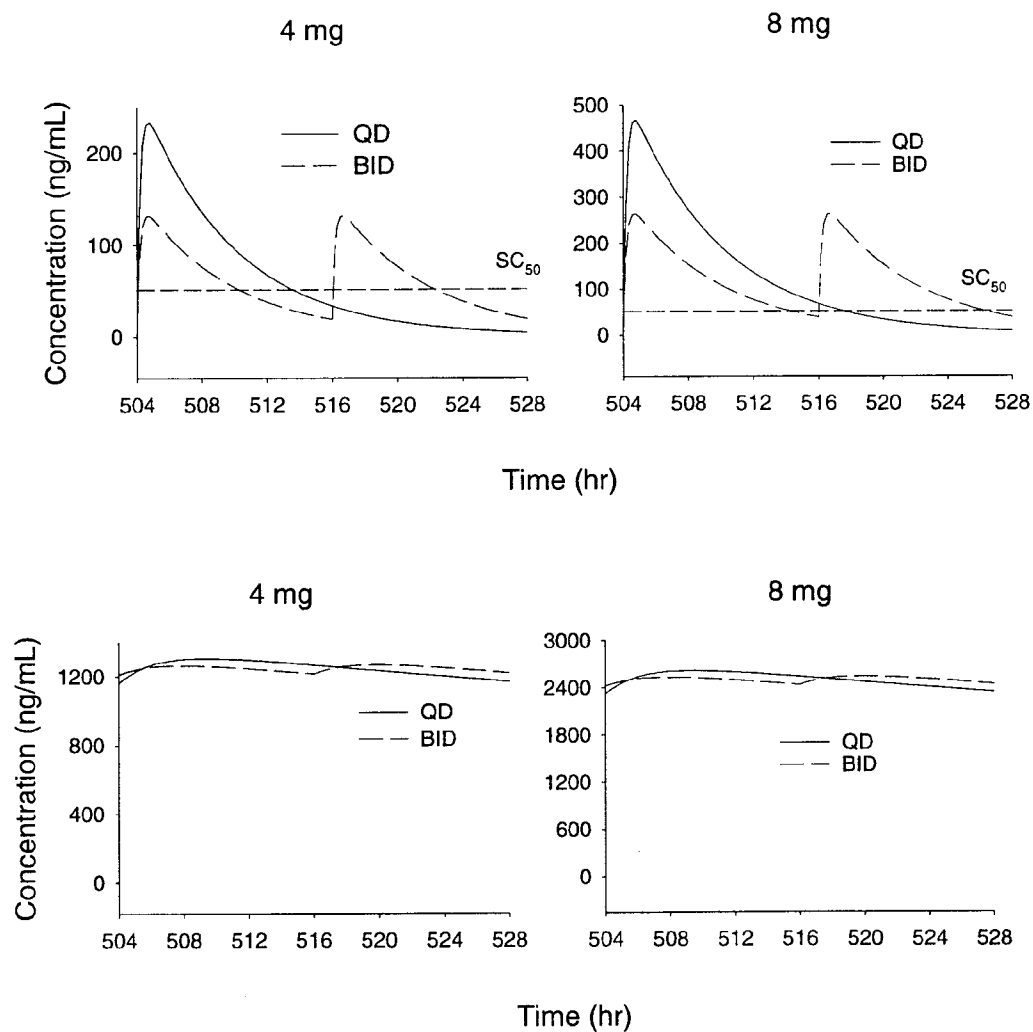 4 mg
8 mg
Concentration (ng/mL)
200
100
0
QD
BID
SC50
504 508 512 516 520 524 528
500
400
300
200
100
0
QD
BID
SC50
504 508 512 516 520 524 528
Time (hr)
4 mg
8 mg
Concentration (ng/mL)
1200
800
400
0
QD
BID
504 508 512 516 520 524 528
3000
2400
1800
1200
600
0
QD
BID
504 508 512 516 520 524 528
Time (hr)